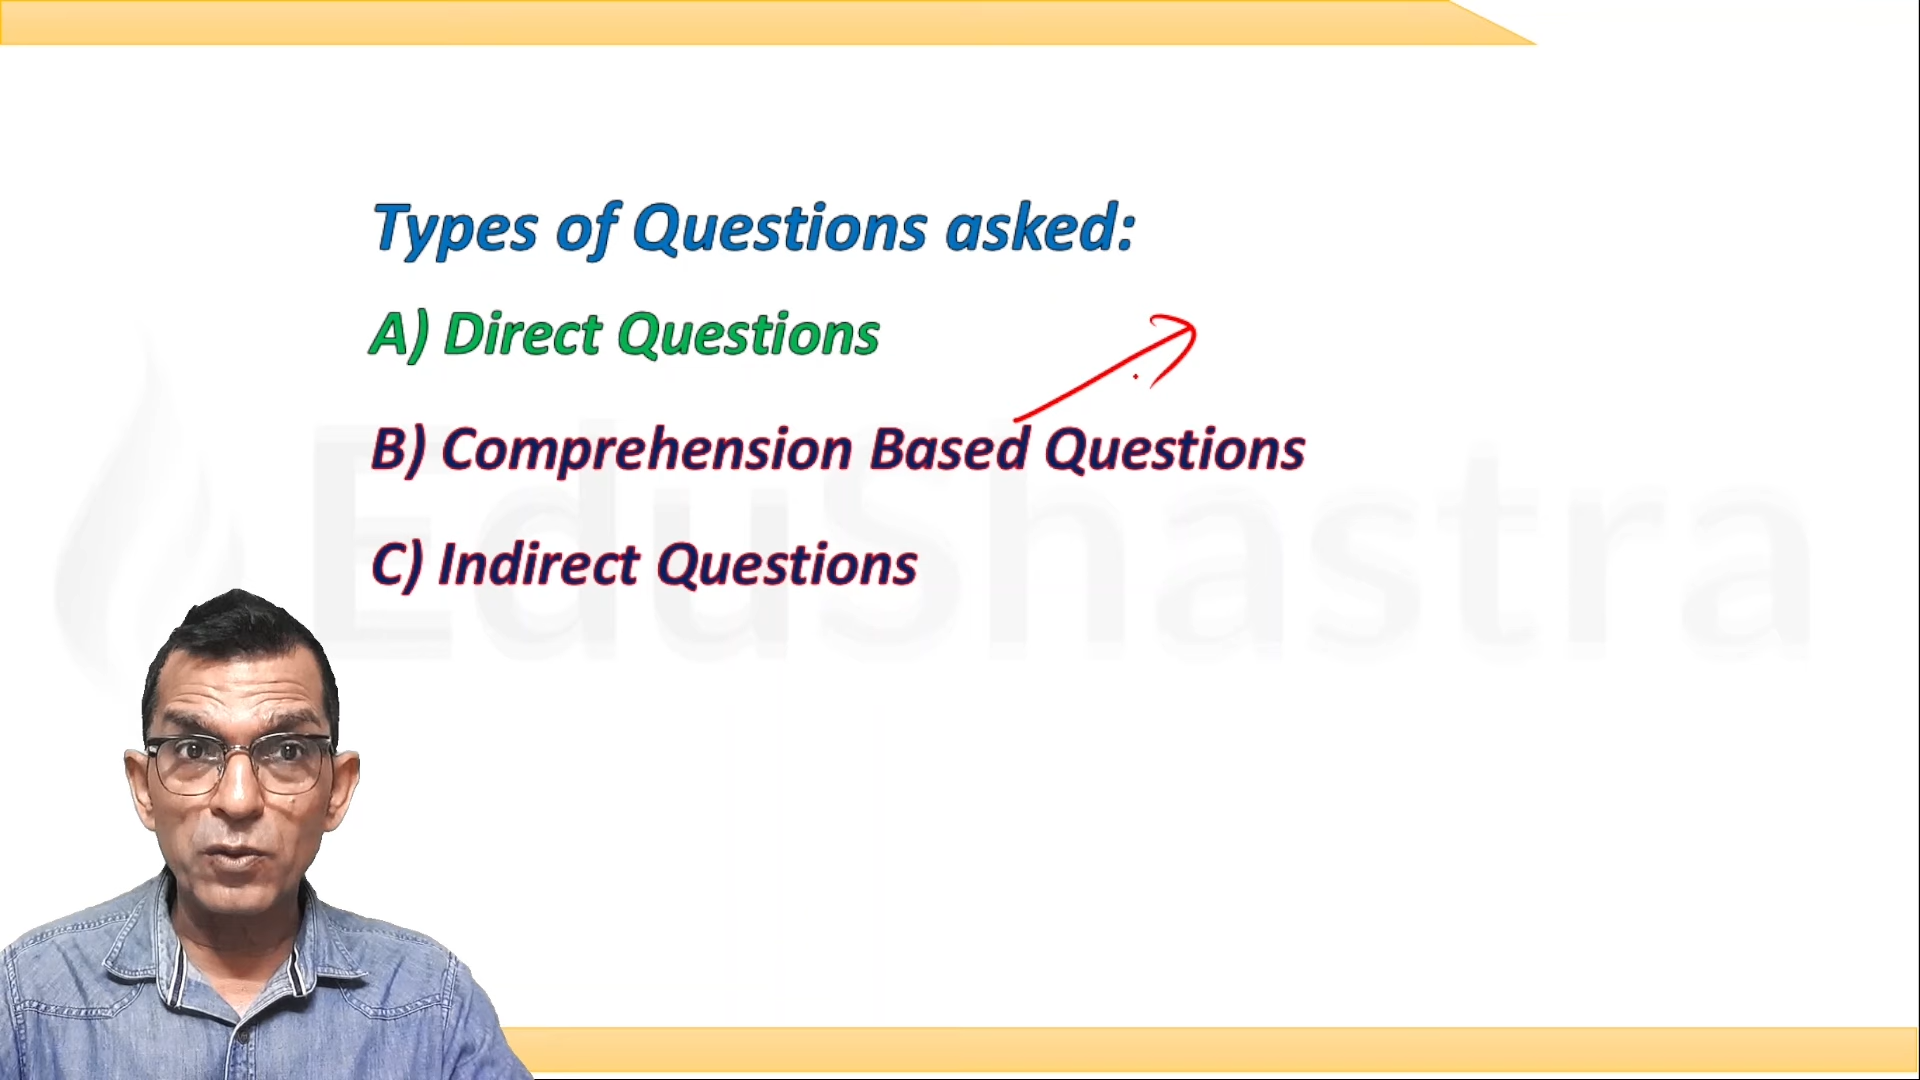 Types of Questions asked:
A) Direct Questions
B) Comprehension Based Questions
C) Indirect Questions
EduShastra